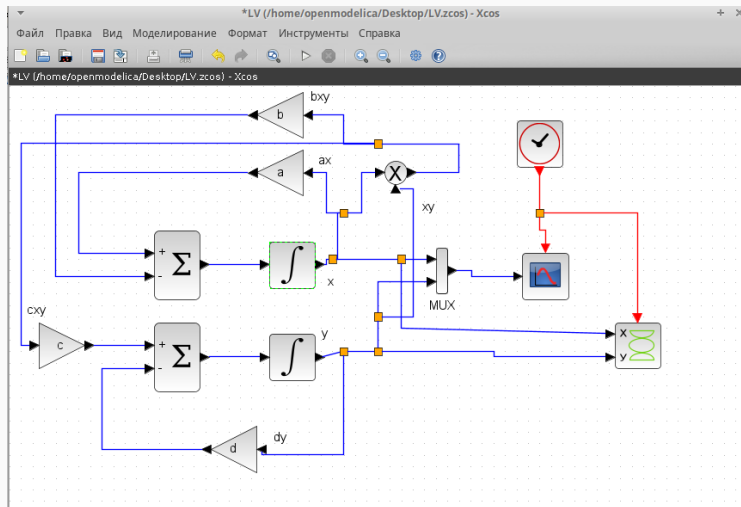 *LV (/home/openmodelica/Desktop/LV.zcos) - Xcos
Файл Правка Вид Моделирование Формат Инструменты Справка
*LV (/home/openmodelica/Desktop/LV.zcos) - Xcos
bxy
b
ax
a
X
xy
+
-
Σ
∫
x
MUX
cxy
c
+
-
Σ
y
∫
X
y
dy
d